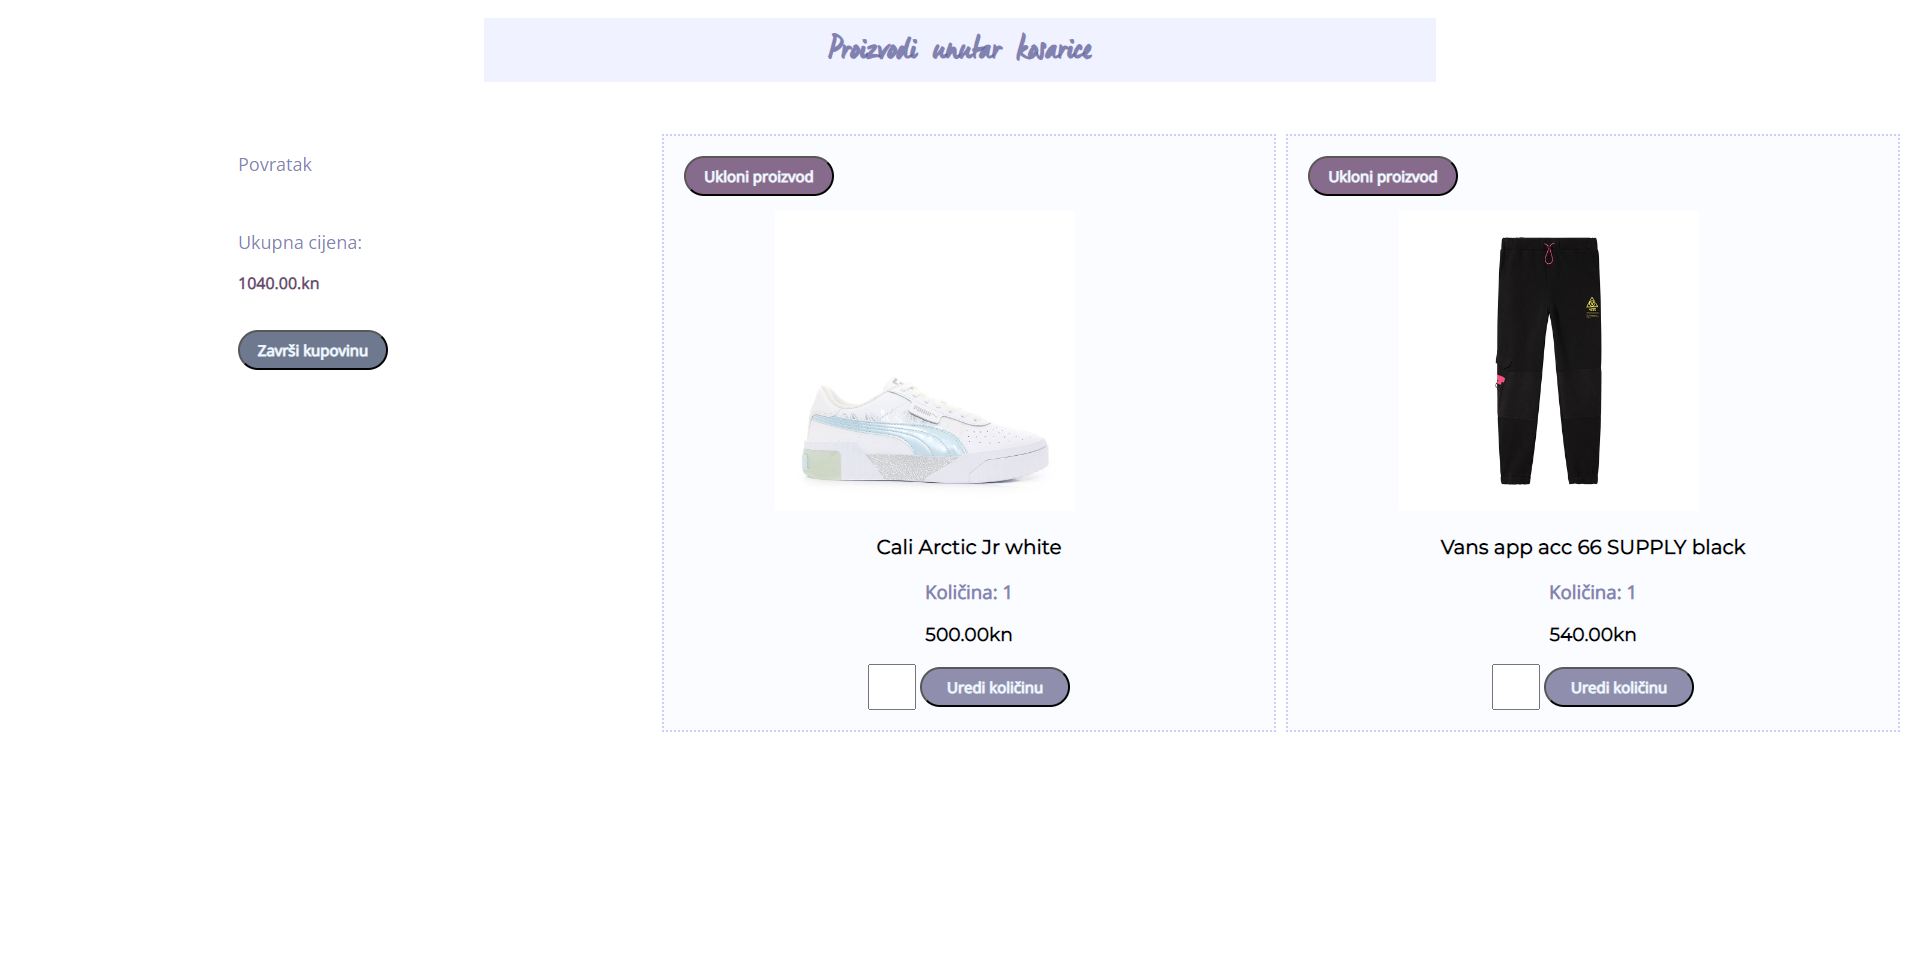 Proizvodi unutar kosarice
Povratak
Ukupna cijena:
1040.00.kn
Završi kupovinu
Ukloni proizvod
Cali Arctic Jr white
Količina: 1
500.00kn
Uredi količinu
Ukloni proizvod
Vans app acc 66 SUPPLY black
Količina: 1
540.00kn
Uredi količinu